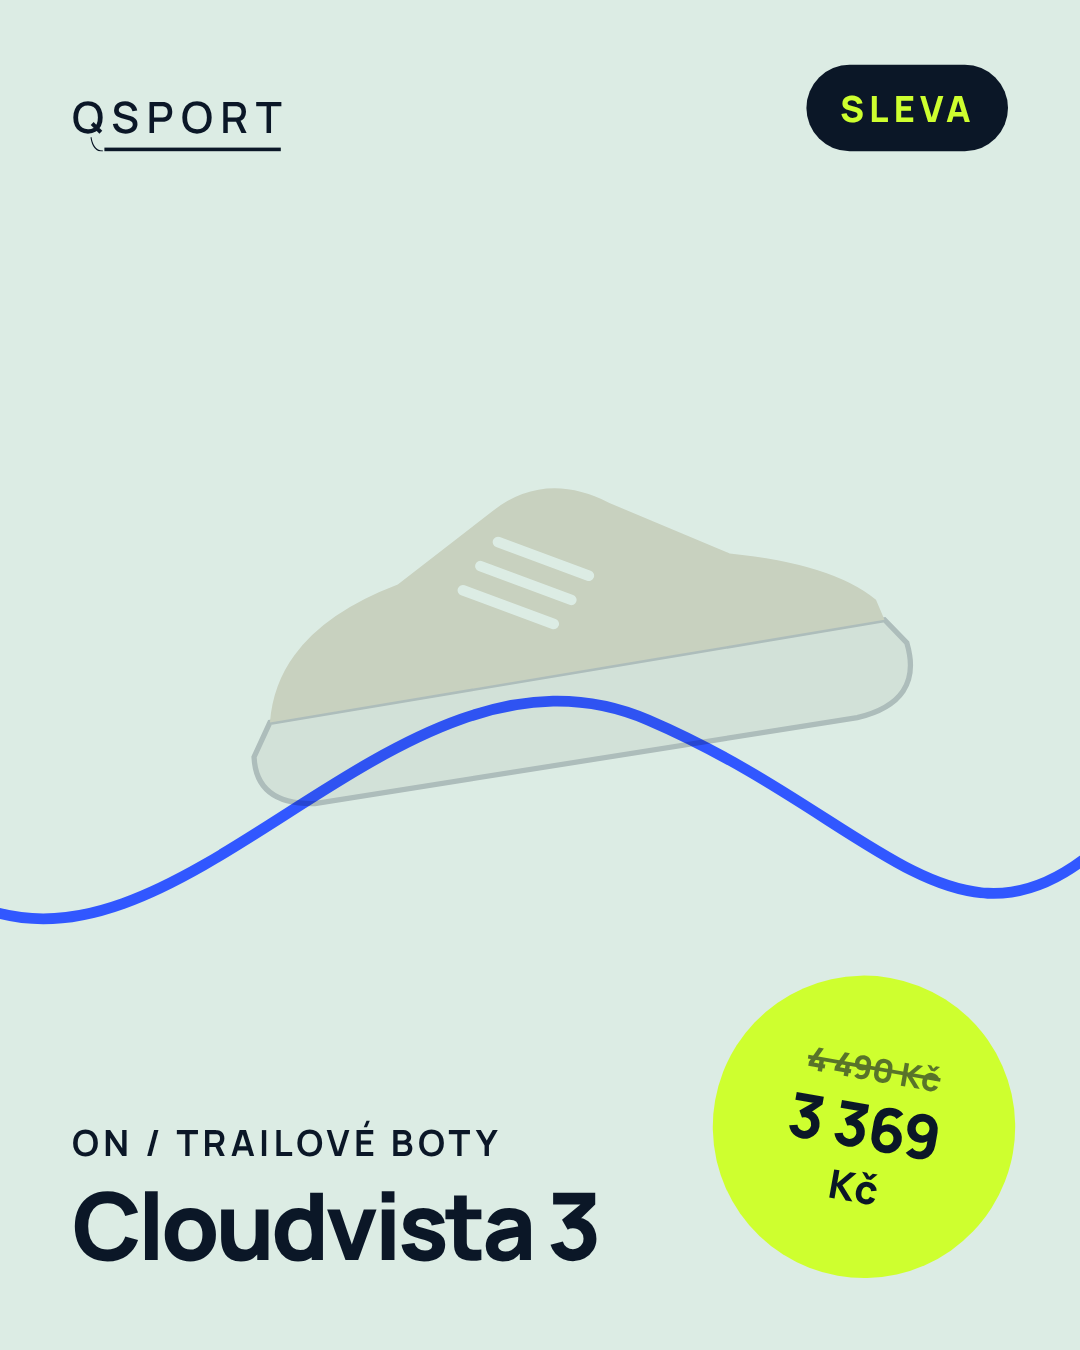 QSPORT
SLEVA
4 490 Kč
3 369
Kč
ON / TRAILOVÉ BOTY
Cloudvista 3